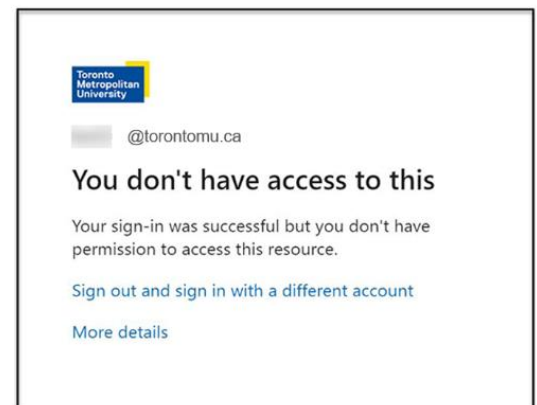 Toronto
Metropolitan
University
@torontomu.ca
You don't have access to this
Your sign-in was successful but you don't have
permission to access this resource.
Sign out and sign in with a different account
More details